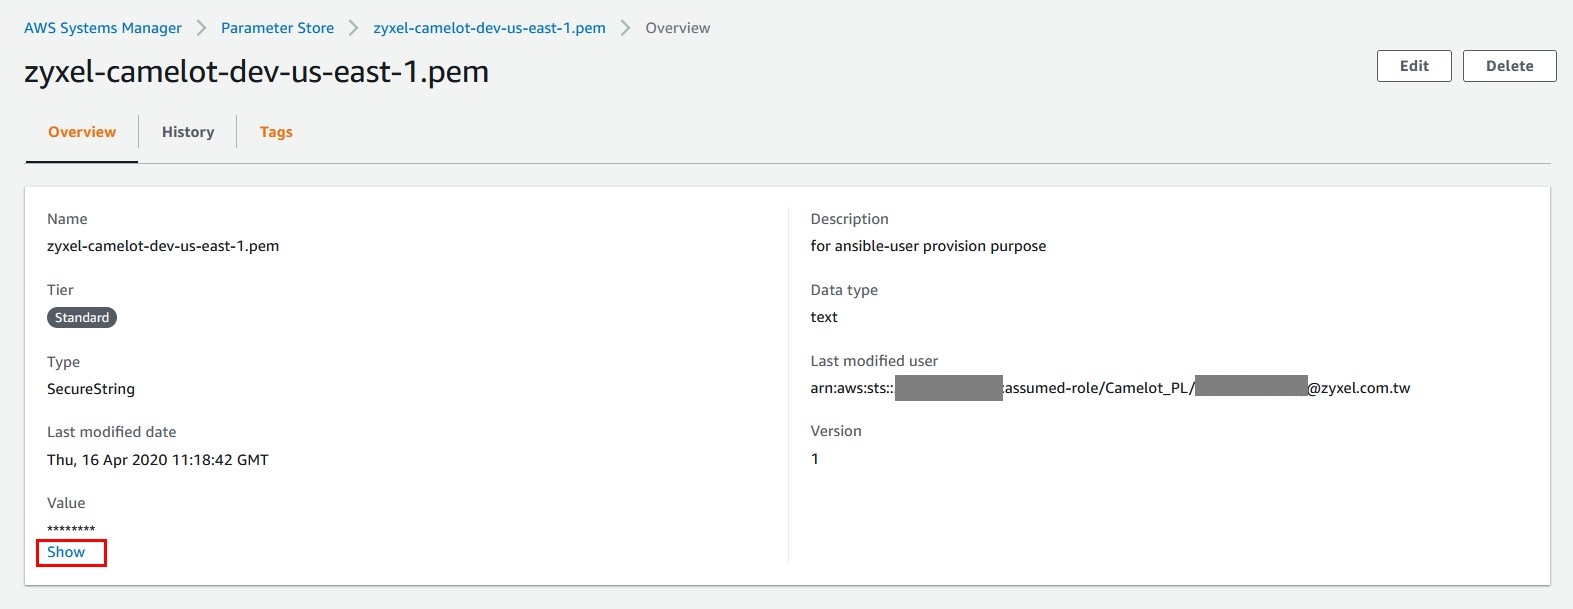 AWS Systems Manager > Parameter Store > zyxel-camelot-dev-us-east-1.pem > Overview
zyxel-camelot-dev-us-east-1.pem
Edit
Delete
Overview
History
Tags
Name
zyxel-camelot-dev-us-east-1.pem
Tier
Standard
Type
SecureString
Last modified date
Thu, 16 Apr 2020 11:18:42 GMT
Value
********
Show
Description
for ansible-user provision purpose
Data type
text
Last modified user
arn:aws:sts:: :assumed-role/Camelot_PL/ @zyxel.com.tw
Version
1